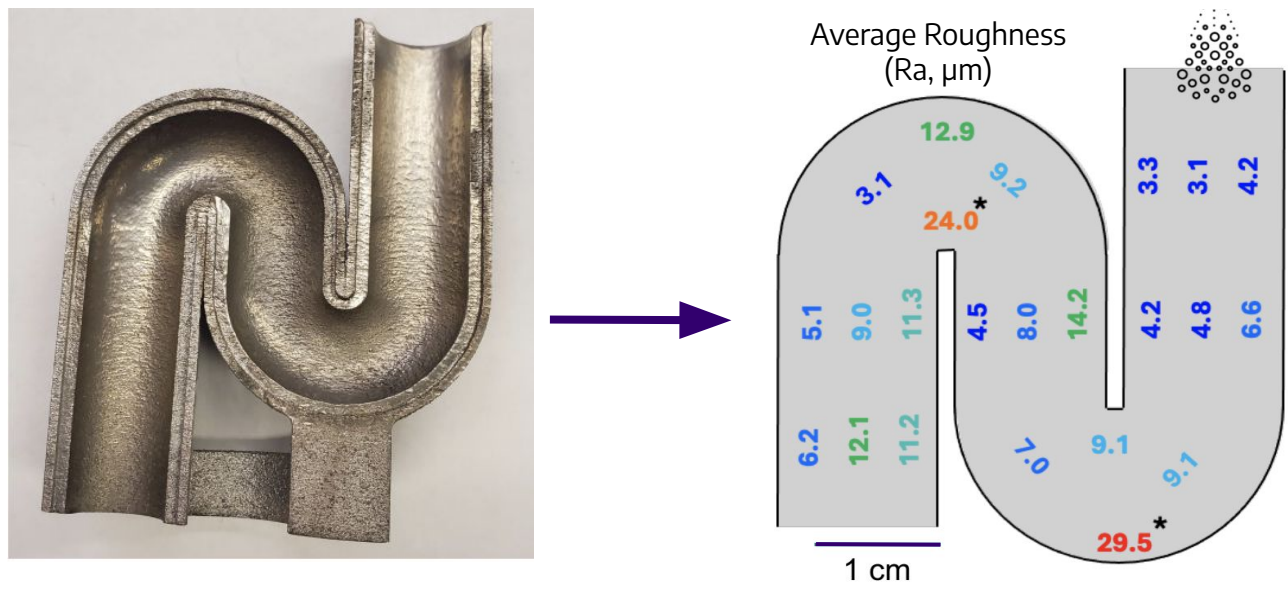 Average Roughness
(Ra, µm)
12.9
3.1
9.2
24.0 *
3.3 3.1 4.2
5.1 9.0 11.3 4.5 8.0 14.2 4.2 4.8 6.6
6.2 12.1 11.2
7.0 9.1 9.1
29.5 *
1 cm